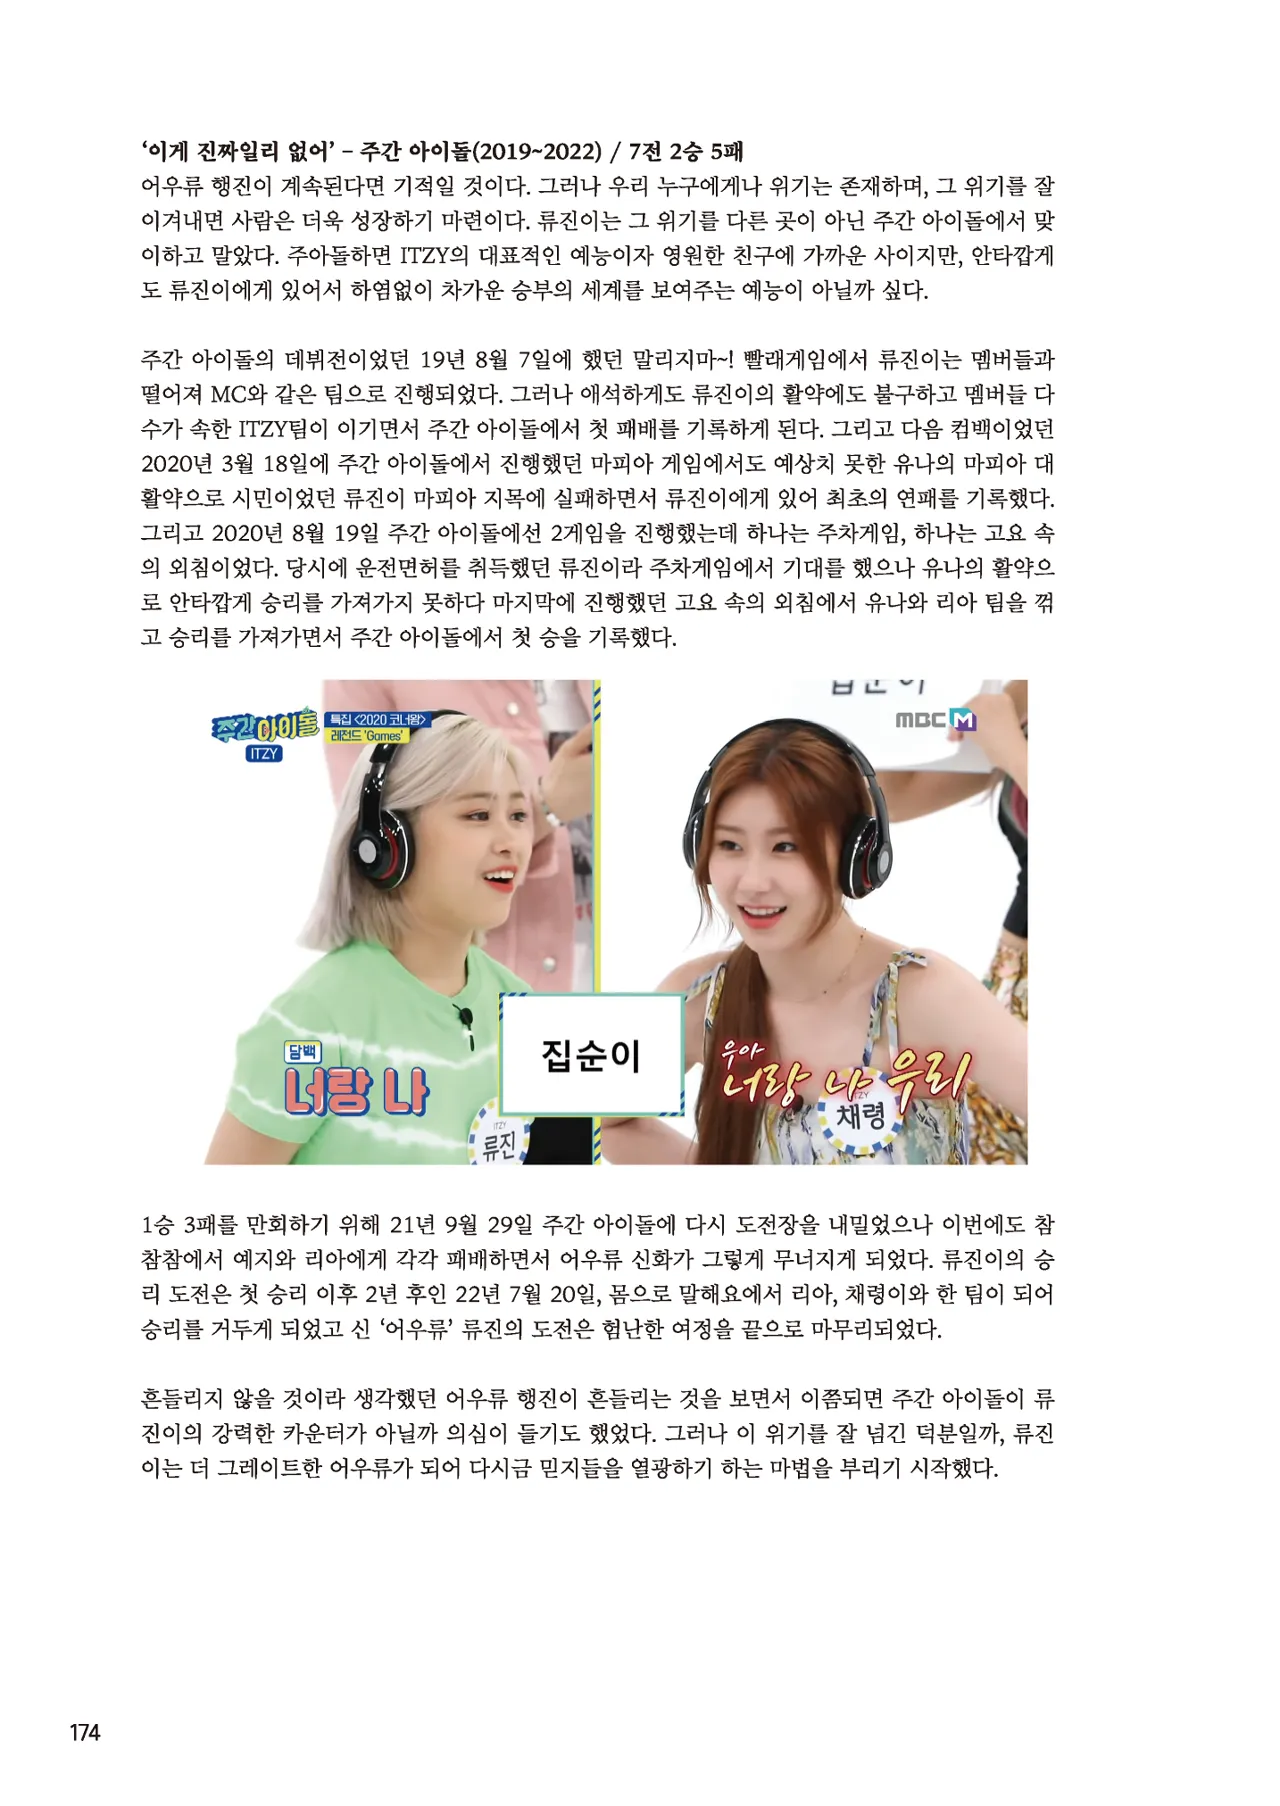 ‘이게 진짜일리 없어’ – 주간 아이돌(2019~2022) / 7전 2승 5패
어우류 행진이 계속된다면 기적일 것이다. 그러나 우리 누구에게나 위기는 존재하며, 그 위기를 잘
이겨내면 사람은 더욱 성장하기 마련이다. 류진이는 그 위기를 다른 곳이 아닌 주간 아이돌에서 맞
이하고 말았다. 주아돌하면 ITZY의 대표적인 예능이자 영원한 친구에 가까운 사이지만, 안타깝게
도 류진이에게 있어서 하염없이 차가운 승부의 세계를 보여주는 예능이 아닐까 싶다.
주간 아이돌의 데뷔전이었던 19년 8월 7일에 했던 말리지마~! 빨래게임에서 류진이는 멤버들과
떨어져 MC와 같은 팀으로 진행되었다. 그러나 애석하게도 류진이의 활약에도 불구하고 멤버들 다
수가 속한 ITZY팀이 이기면서 주간 아이돌에서 첫 패배를 기록하게 된다. 그리고 다음 컴백이었던
2020년 3월 18일에 주간 아이돌에서 진행했던 마피아 게임에서도 예상치 못한 유나의 마피아 대
활약으로 시민이었던 류진이 마피아 지목에 실패하면서 류진이에게 있어 최초의 연패를 기록했다.
그리고 2020년 8월 19일 주간 아이돌에선 2게임을 진행했는데 하나는 주차게임, 하나는 고요 속
의 외침이었다. 당시에 운전면허를 취득했던 류진이라 주차게임에서 기대를 했으나 유나의 활약으
로 안타깝게 승리를 가져가지 못하다 마지막에 진행했던 고요 속의 외침에서 유나와 리아 팀을 꺾
고 승리를 가져가면서 주간 아이돌에서 첫 승을 기록했다.
주간아이돌
특집 <2020 코너왕>
레전드 'Games'
ITZY
집순이
MBC M
담백
너랑 나
집순이
우아
너랑 나 우리
ITZY
류진
ITZY
채령
1승 3패를 만회하기 위해 21년 9월 29일 주간 아이돌에 다시 도전장을 내밀었으나 이번에도 참
참참에서 예지와 리아에게 각각 패배하면서 어우류 신화가 그렇게 무너지게 되었다. 류진이의 승
리 도전은 첫 승리 이후 2년 후인 22년 7월 20일, 몸으로 말해요에서 리아, 채령이와 한 팀이 되어
승리를 거두게 되었고 신 ‘어우류’ 류진의 도전은 험난한 여정을 끝으로 마무리되었다.
흔들리지 않을 것이라 생각했던 어우류 행진이 흔들리는 것을 보면서 이쯤되면 주간 아이돌이 류
진이의 강력한 카운터가 아닐까 의심이 들기도 했었다. 그러나 이 위기를 잘 넘긴 덕분일까, 류진
이는 더 그레이트한 어우류가 되어 다시금 믿지들을 열광하기 하는 마법을 부리기 시작했다.
174